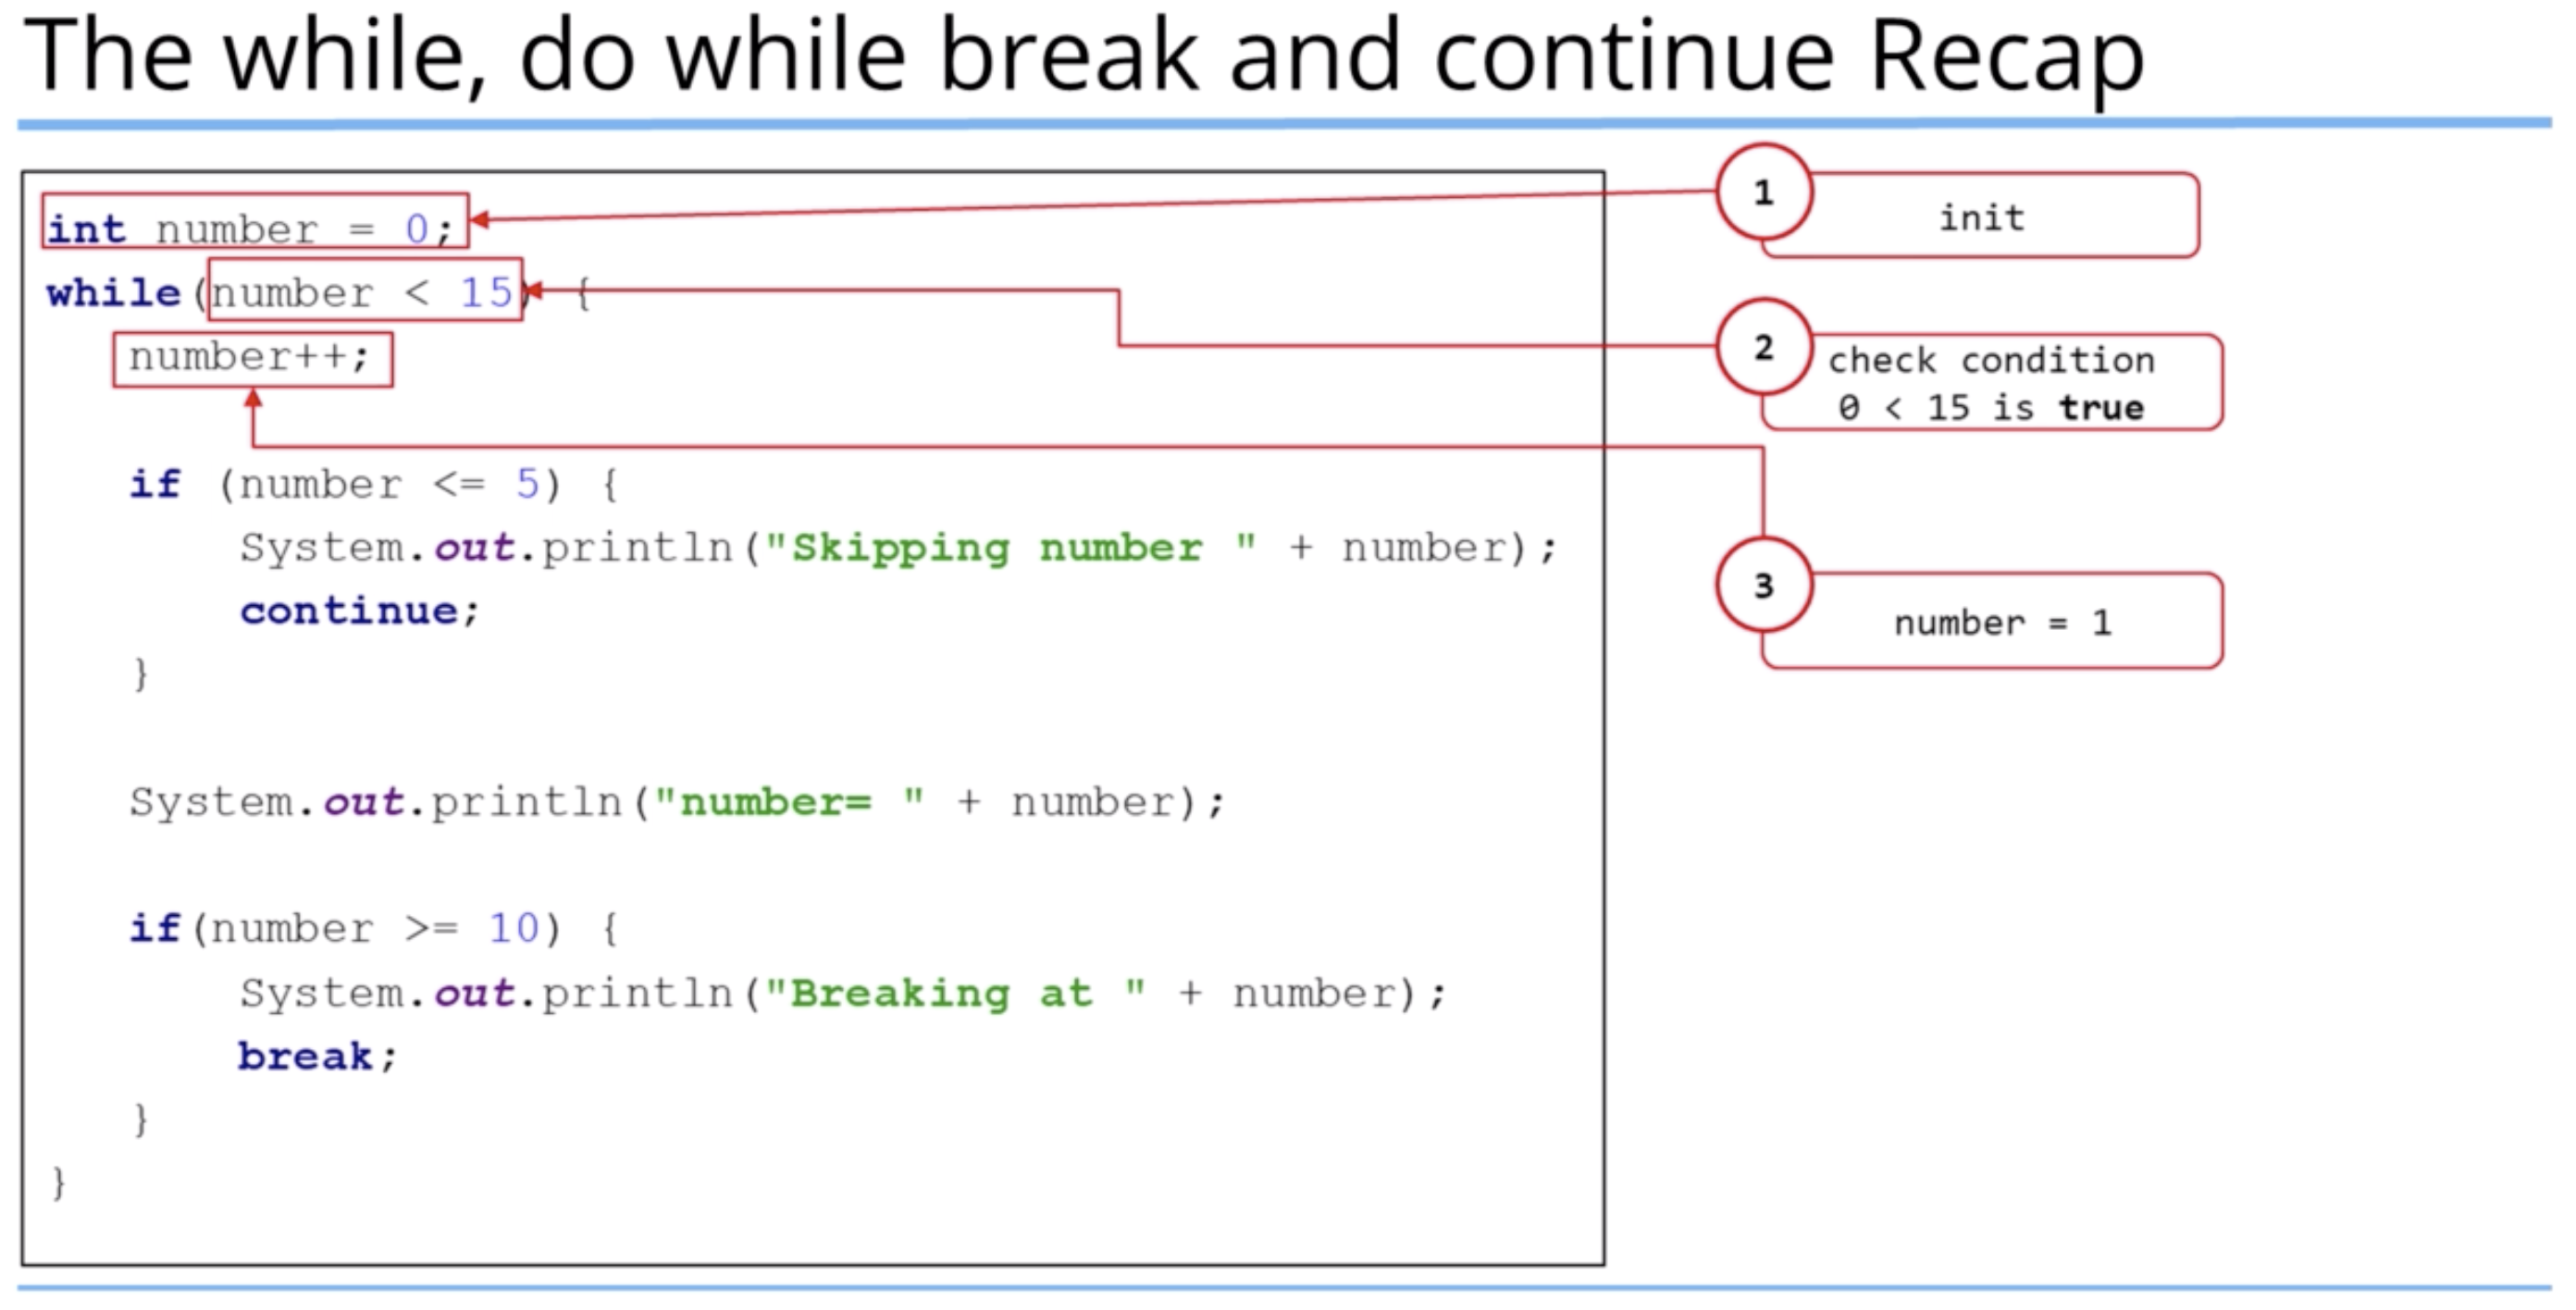 The while, do while break and continue Recap
int number = 0;
while(number < 15) {
number++;
if (number <= 5) {
System.out.println("Skipping number " + number);
continue;
}
System.out.println("number= " + number);
if(number >= 10) {
System.out.println("Breaking at " + number);
break;
}
}
1
init
2
check condition
0 < 15 is true
3
number = 1